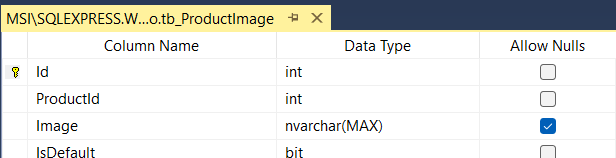 MSI\SQLEXPRESS.W...o.tb_ProductImage
Column Name Data Type Allow Nulls
Id int
ProductId int
Image nvarchar(MAX)
IsDefault bit